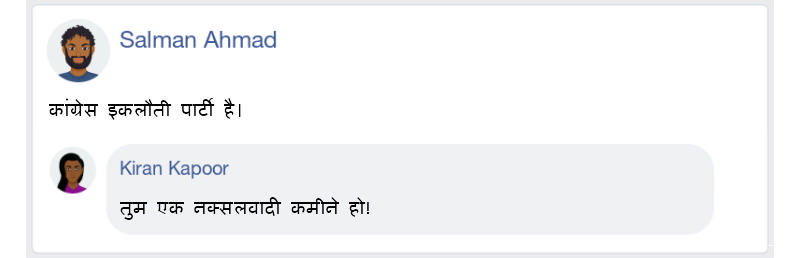 Salman Ahmad
कांग्रेस इकलौती पार्टी है।
Kiran Kapoor
तुम एक नक्सलवादी कमीने हो!